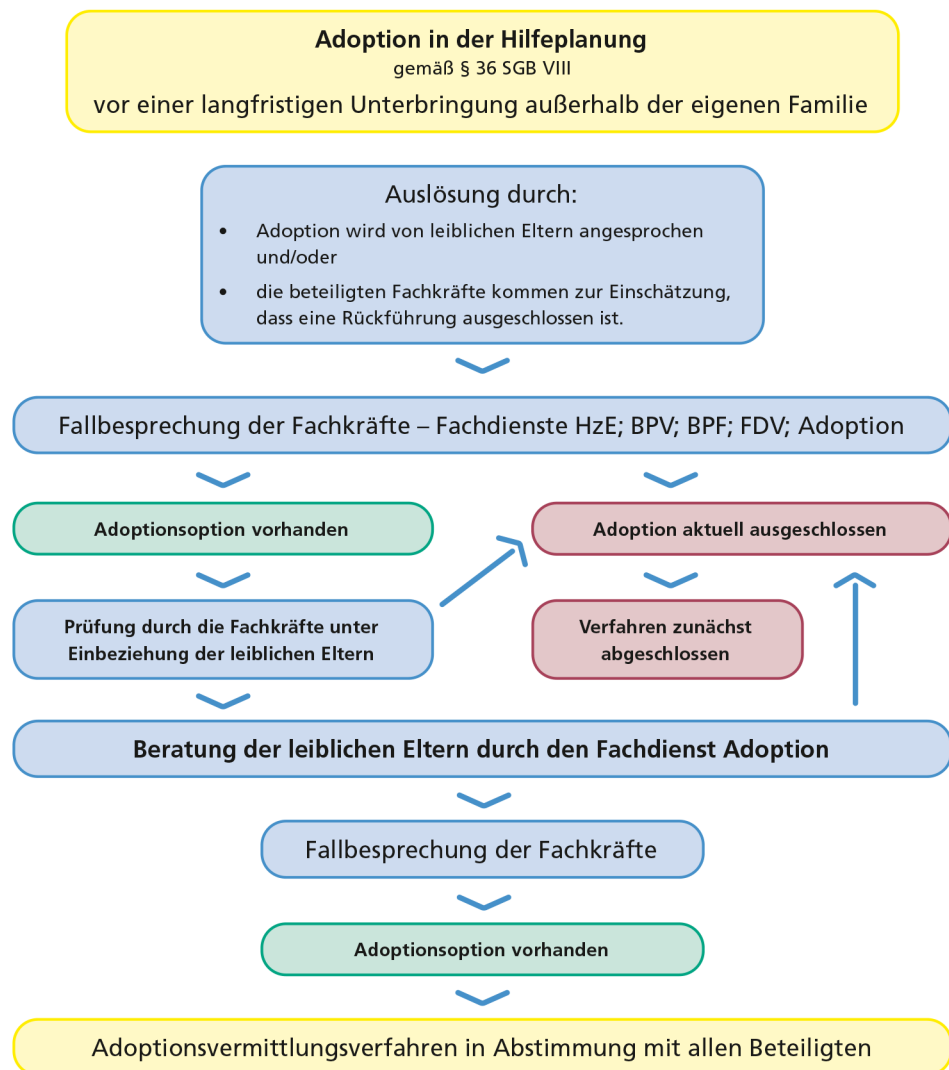 Adoption in der Hilfeplanung
gemäß § 36 SGB VIII
vor einer langfristigen Unterbringung außerhalb der eigenen Familie
Auslösung durch:
• Adoption wird von leiblichen Eltern angesprochen
und/oder
• die beteiligten Fachkräfte kommen zur Einschätzung,
dass eine Rückführung ausgeschlossen ist.
Fallbesprechung der Fachkräfte – Fachdienste HzE; BPV; BPF; FDV; Adoption
Adoptionsoption vorhanden
Adoption aktuell ausgeschlossen
Prüfung durch die Fachkräfte unter
Einbeziehung der leiblichen Eltern
Verfahren zunächst
abgeschlossen
Beratung der leiblichen Eltern durch den Fachdienst Adoption
Fallbesprechung der Fachkräfte
Adoptionsoption vorhanden
Adoptionsvermittlungsverfahren in Abstimmung mit allen Beteiligten